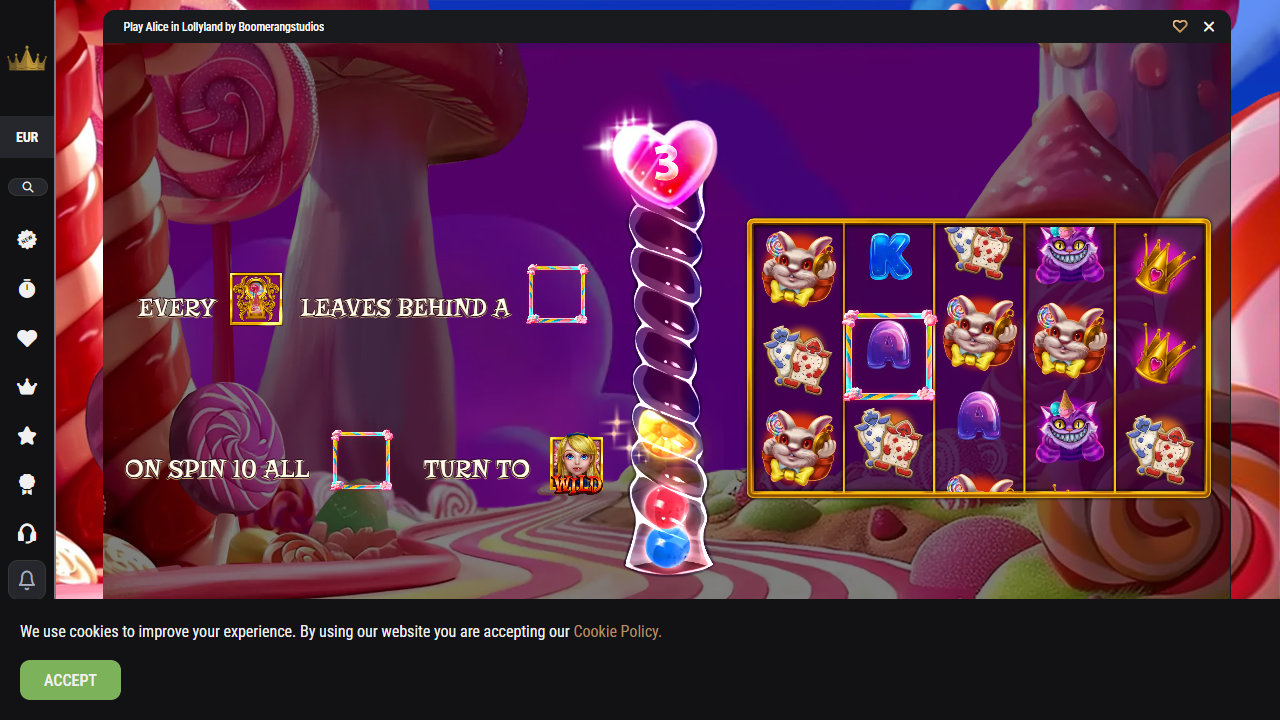 Play Alice in Lollyland by Boomerangstudios
EUR
NEW
3
EVERY LEAVES BEHIND A
ON SPIN 10 ALL TURN TO
WILD
K
A
A
We use cookies to improve your experience. By using our website you are accepting our Cookie Policy.
ACCEPT